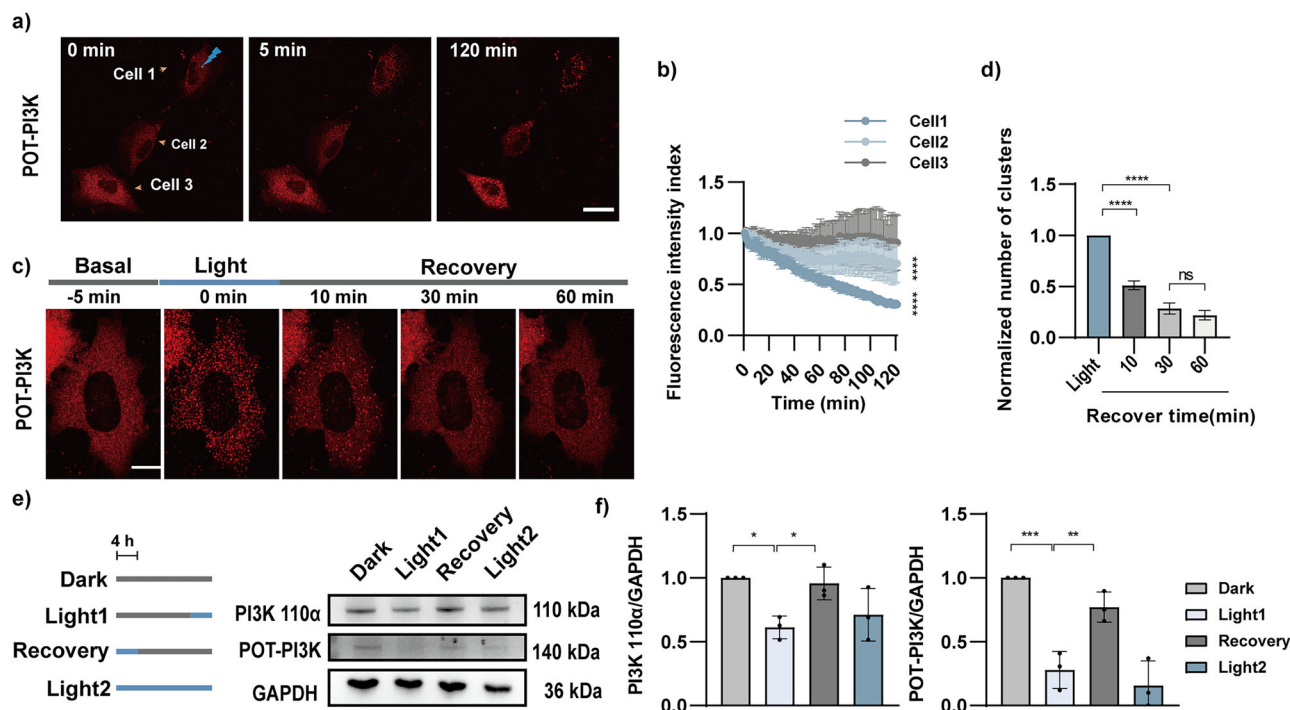 a)
0 min
5 min
120 min
Cell 1
Cell 2
Cell 3
POT-PI3K
b)
Cell1
Cell2
Cell3
Fluorescence intensity index
1.5
1.0
0.5
0.0
****
****
0
20
40
60
80
100
120
Time (min)
d)
Normalized number of clusters
1.5
1.0
0.5
0.0
****
****
ns
Light
10
30
60
Recover time(min)
c)
Basal
Light
Recovery
-5 min
0 min
10 min
30 min
60 min
POT-PI3K
e)
4 h
Dark
Light1
Recovery
Light2
Dark
Light1
Recovery
Light2
PI3K 110α
110 kDa
POT-PI3K
140 kDa
GAPDH
36 kDa
f)
PI3K 110α/GAPDH
1.5
1.0
0.5
0.0
*
*
POT-PI3K/GAPDH
1.5
1.0
0.5
0.0
***
**
Dark
Light1
Recovery
Light2